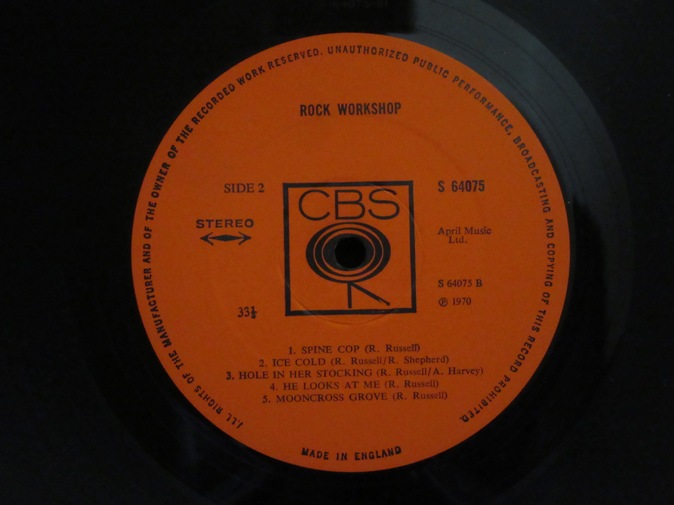 ALL RIGHTS OF THE MANUFACTURER AND OF THE OWNER OF THE RECORDED WORK RESERVED. UNAUTHORIZED PUBLIC PERFORMANCE, BROADCASTING AND COPYING OF THIS RECORD PROHIBITED.
ROCK WORKSHOP
SIDE 2
S 64075
CBS
STEREO
April Music
Ltd.
S 64075 B
33⅓
℗ 1970
1. SPINE COP (R. Russell)
2. ICE COLD (R. Russell/R. Shepherd)
3. HOLE IN HER STOCKING (R. Russell/A. Harvey)
4. HE LOOKS AT ME (R. Russell)
5. MOONCROSS GROVE (R. Russell)
MADE IN ENGLAND